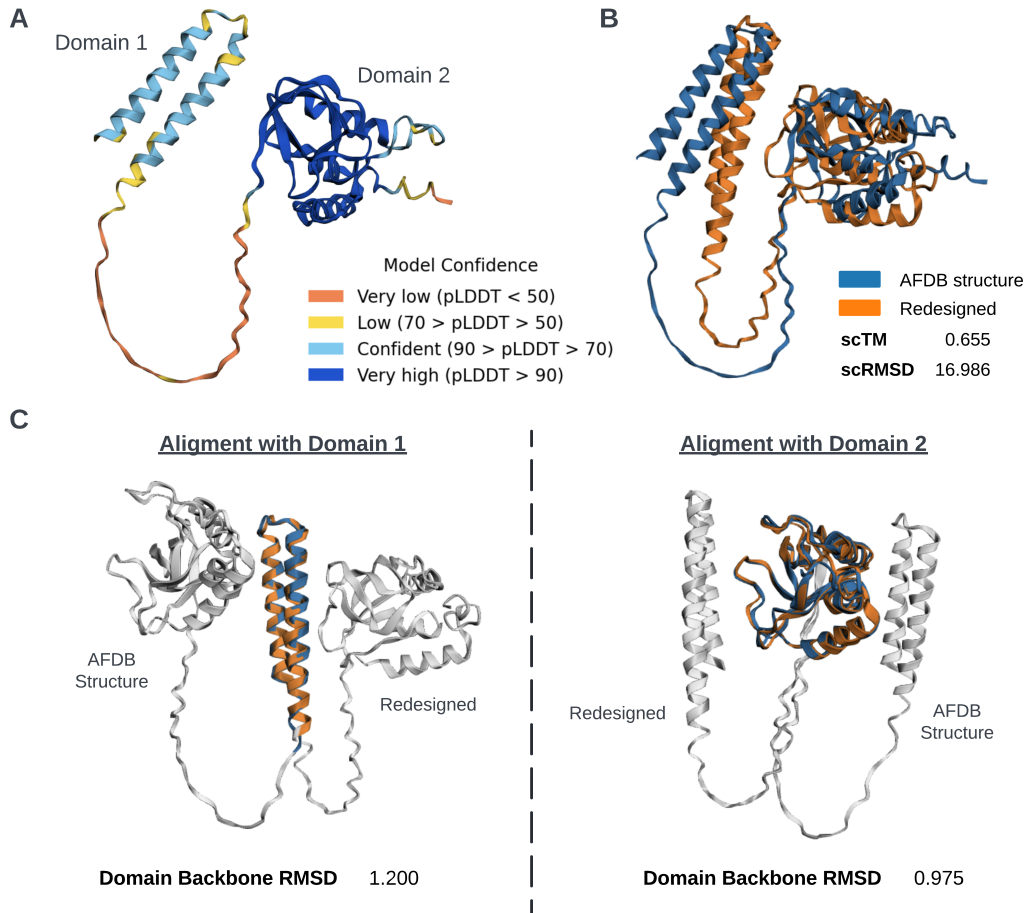 A
Domain 1
Domain 2
Model Confidence
Very low (pLDDT < 50)
Low (70 > pLDDT > 50)
Confident (90 > pLDDT > 70)
Very high (pLDDT > 90)
B
AFDB structure
Redesigned
scTM 0.655
scRMSD 16.986
C
Aligment with Domain 1
AFDB
Structure
Redesigned
Domain Backbone RMSD 1.200
Aligment with Domain 2
Redesigned
AFDB
Structure
Domain Backbone RMSD 0.975